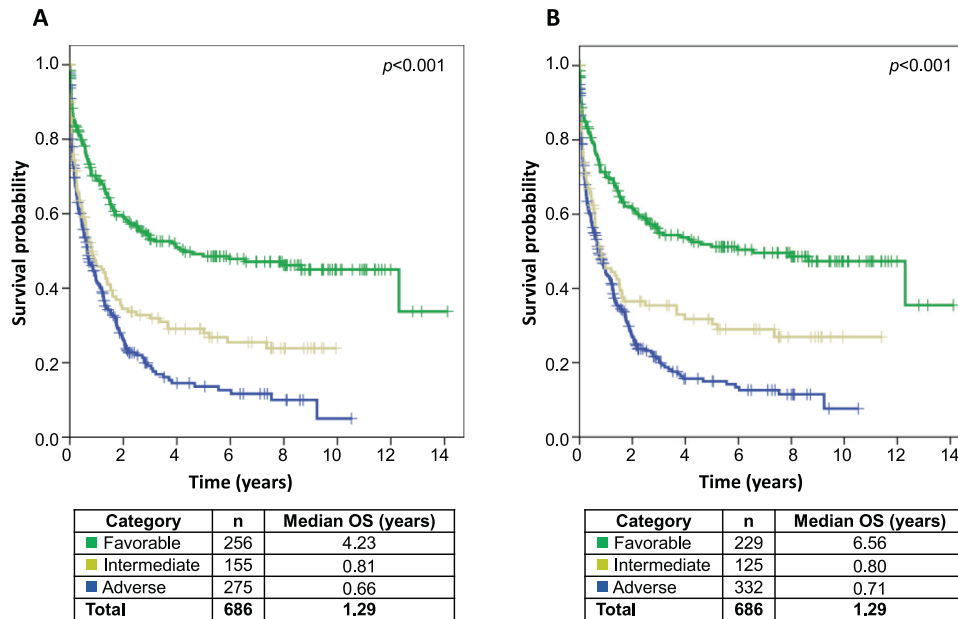 A
p<0.001
Survival probability
1.0
0.8
0.6
0.4
0.2
0.0
0 2 4 6 8 10 12 14
Time (years)
Category n Median OS (years)
Favorable 256 4.23
Intermediate 155 0.81
Adverse 275 0.66
Total 686 1.29
B
p<0.001
Survival probability
1.0
0.8
0.6
0.4
0.2
0.0
0 2 4 6 8 10 12 14
Time (years)
Category n Median OS (years)
Favorable 229 6.56
Intermediate 125 0.80
Adverse 332 0.71
Total 686 1.29